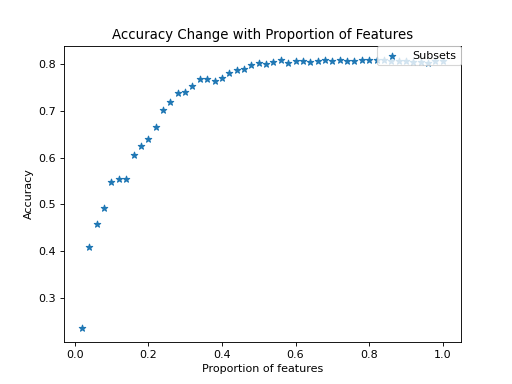 Accuracy Change with Proportion of Features
Subsets
0.8
0.7
0.6
0.5
0.4
0.3
Accuracy
0.0 0.2 0.4 0.6 0.8 1.0
Proportion of features